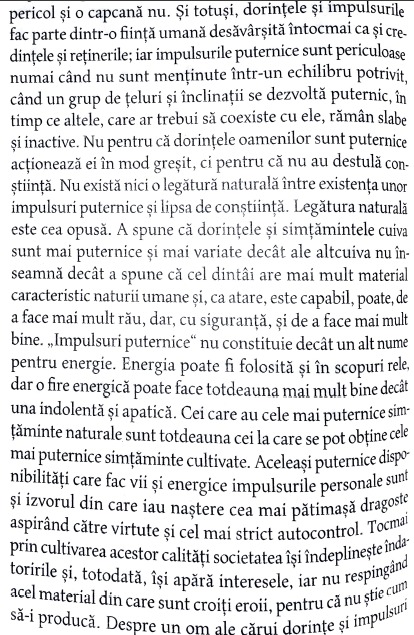 pericol și o capcană nu. Și totuși, dorințele și impulsurile
fac parte dintr-o ființă umană desăvârșită întocmai ca și cre-
dințele și reținerile; iar impulsurile puternice sunt periculoase
numai când nu sunt menținute într-un echilibru potrivit,
când un grup de țeluri și înclinații se dezvoltă puternic, în
timp ce altele, care ar trebui să coexiste cu ele, rămân slabe
și inactive. Nu pentru că dorințele oamenilor sunt puternice
acționează ei în mod greșit, ci pentru că nu au destulă con-
știință. Nu există nici o legătură naturală între existența unor
impulsuri puternice și lipsa de conștiință. Legătura naturală
este cea opusă. A spune că dorințele și simțămintele cuiva
sunt mai puternice și mai variate decât ale altcuiva nu în-
seamnă decât a spune că cel dintâi are mai mult material
caracteristic naturii umane și, ca atare, este capabil, poate, de
a face mai mult rău, dar, cu siguranță, și de a face mai mult
bine. „Impulsuri puternice“ nu constituie decât un alt nume
pentru energie. Energia poate fi folosită și în scopuri rele,
dar o fire energică poate face totdeauna mai mult bine decât
una indolentă și apatică. Cei care au cele mai puternice sim-
țăminte naturale sunt totdeauna cei la care se pot obține cele
mai puternice simțăminte cultivate. Aceleași puternice dispo-
nibilități care fac vii și energice impulsurile personale sunt
și izvorul din care iau naștere cea mai pătimașă dragoste
aspirând către virtute și cel mai strict autocontrol. Tocmai
prin cultivarea acestor calități societatea își îndeplinește înda-
toririle și, totodată, își apără interesele, iar nu respingând
acel material din care sunt croiți eroii, pentru că nu știe cum
să-i producă. Despre un om ale cărui dorințe și impulsuri